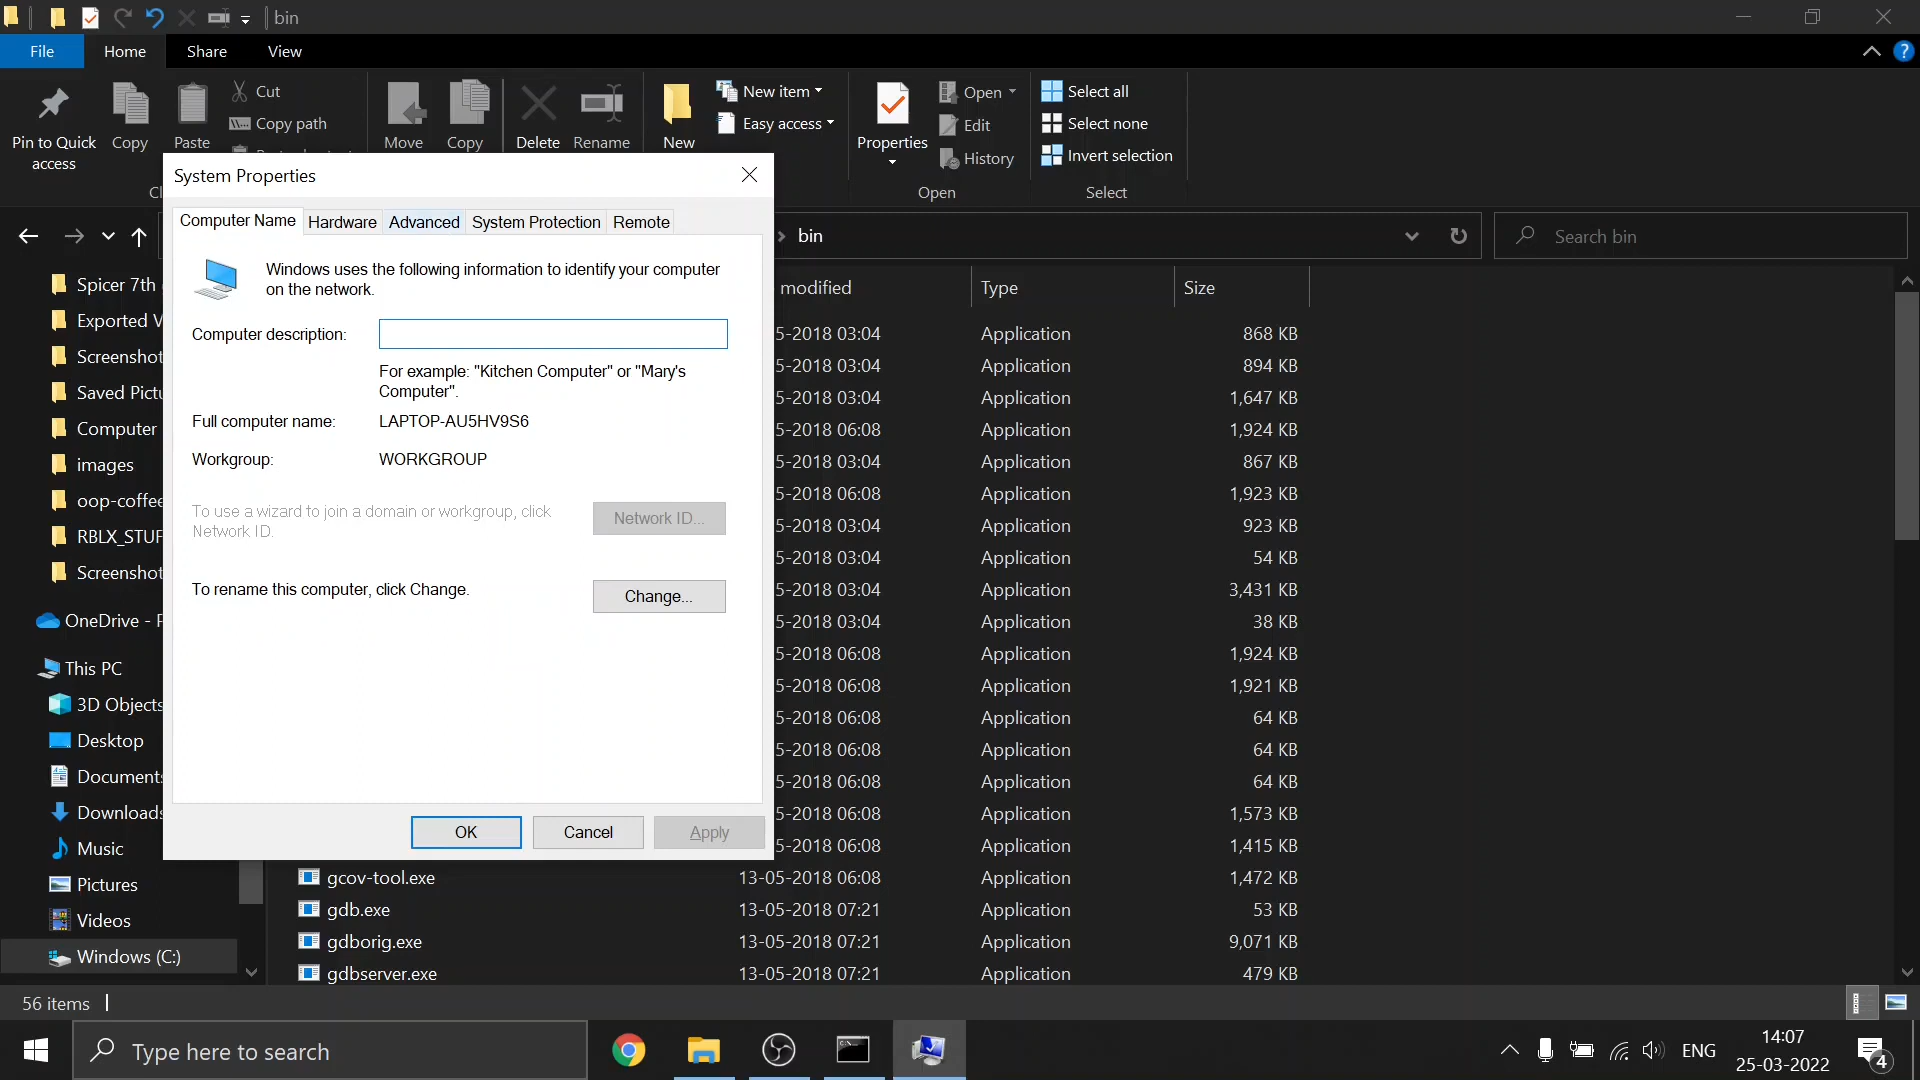 bin
File
Home
Share
View
Pin to Quick access
Copy
Paste
Cut
Copy path
Move
Copy
Delete
Rename
New
New item
Easy access
Properties
Open
Edit
History
Open
Select all
Select none
Invert selection
Select
bin
Search bin
System Properties
Computer Name
Hardware
Advanced
System Protection
Remote
Windows uses the following information to identify your computer
on the network.
Computer description:
For example: "Kitchen Computer" or "Mary's
Computer".
Full computer name:
LAPTOP-AU5HV9S6
Workgroup:
WORKGROUP
To use a wizard to join a domain or workgroup, click
Network ID.
Network ID...
To rename this computer, click Change.
Change...
OK
Cancel
Apply
Spicer 7th
Exported V
Screenshot
Saved Pictu
Computer
images
oop-coffee
RBLX_STUF
Screenshot
OneDrive - F
This PC
3D Objects
Desktop
Documents
Downloads
Music
Pictures
Videos
Windows (C:)
modified Type Size
5-2018 03:04 Application 868 KB
5-2018 03:04 Application 894 KB
5-2018 03:04 Application 1,647 KB
5-2018 06:08 Application 1,924 KB
5-2018 03:04 Application 867 KB
5-2018 06:08 Application 1,923 KB
5-2018 03:04 Application 923 KB
5-2018 03:04 Application 54 KB
5-2018 03:04 Application 3,431 KB
5-2018 03:04 Application 38 KB
5-2018 06:08 Application 1,924 KB
5-2018 06:08 Application 1,921 KB
5-2018 06:08 Application 64 KB
5-2018 06:08 Application 64 KB
5-2018 06:08 Application 64 KB
5-2018 06:08 Application 1,573 KB
5-2018 06:08 Application 1,415 KB
gcov-tool.exe 13-05-2018 06:08 Application 1,472 KB
gdb.exe 13-05-2018 07:21 Application 53 KB
gdborig.exe 13-05-2018 07:21 Application 9,071 KB
gdbserver.exe 13-05-2018 07:21 Application 479 KB
56 items
Type here to search
ENG
14:07
25-03-2022
4